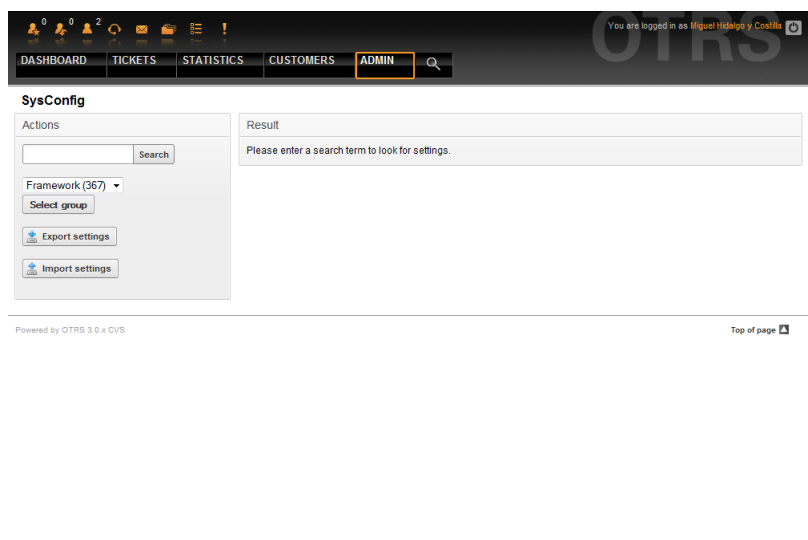 0 0 2
You are logged in as Miguel Hidalgo y Costilla
OTRS
DASHBOARD TICKETS STATISTICS CUSTOMERS ADMIN
SysConfig
Actions
Result
Search
Please enter a search term to look for settings.
Framework (367)
Select group
Export settings
Import settings
Powered by OTRS 3.0.x CVS
Top of page